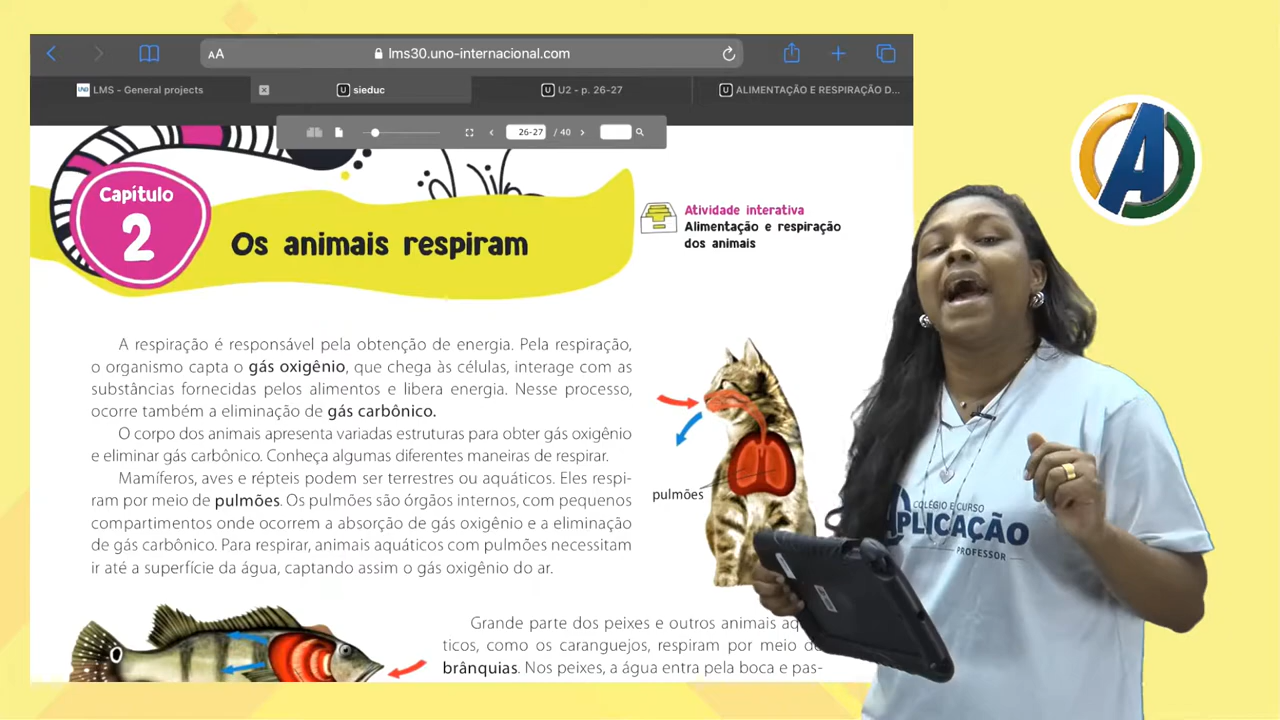 AA lms30.uno-internacional.com
UNO LMS - General projects
U sieduc
U U2 - p. 26-27
U ALIMENTAÇÃO E RESPIRAÇÃO D...
26-27 / 40
Capítulo
2
Os animais respiram
Atividade interativa
Alimentação e respiração
dos animais
A respiração é responsável pela obtenção de energia. Pela respiração,
o organismo capta o gás oxigênio, que chega às células, interage com as
substâncias fornecidas pelos alimentos e libera energia. Nesse processo,
ocorre também a eliminação de gás carbônico.
O corpo dos animais apresenta variadas estruturas para obter gás oxigênio
e eliminar gás carbônico. Conheça algumas diferentes maneiras de respirar.
Mamíferos, aves e répteis podem ser terrestres ou aquáticos. Eles respi-
ram por meio de pulmões. Os pulmões são órgãos internos, com pequenos
compartimentos onde ocorrem a absorção de gás oxigênio e a eliminação
de gás carbônico. Para respirar, animais aquáticos com pulmões necessitam
ir até a superfície da água, captando assim o gás oxigênio do ar.
pulmões
Grande parte dos peixes e outros animais
ticos, como os caranguejos, respiram por meio
brânquias. Nos peixes, a água entra pela boca e pas-
A
COLÉGIO E CURSO
APLICAÇÃO
PROFESSOR